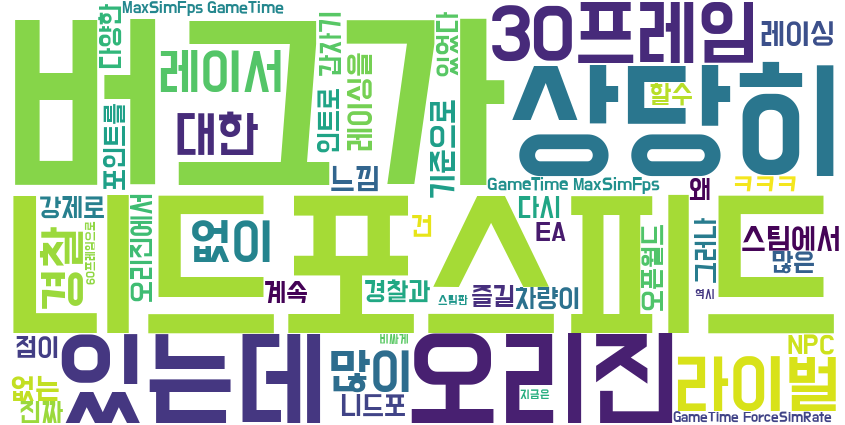 MaxSimFps GameTime
다양한
버그가
레이서
갑자기
있었다
30프레임
레이싱
상당히
할수
포인트를
대한
인트로
레이싱을
기준으로
느낌
GameTime MaxSimFps
왜
ㅋㅋㅋ
니드포스피드
강제로
오리진에서
경찰
60프레임으로
없이
건
다시
EA
오픈월드
그러나
스팀에서
많은
계속
경찰과
스팀판
즐길
차량이
역시
점이
있는데
많이
비싸게
오리진
라이벌
NPC
없는
진짜
니드포
지금은
GameTime ForceSimRate